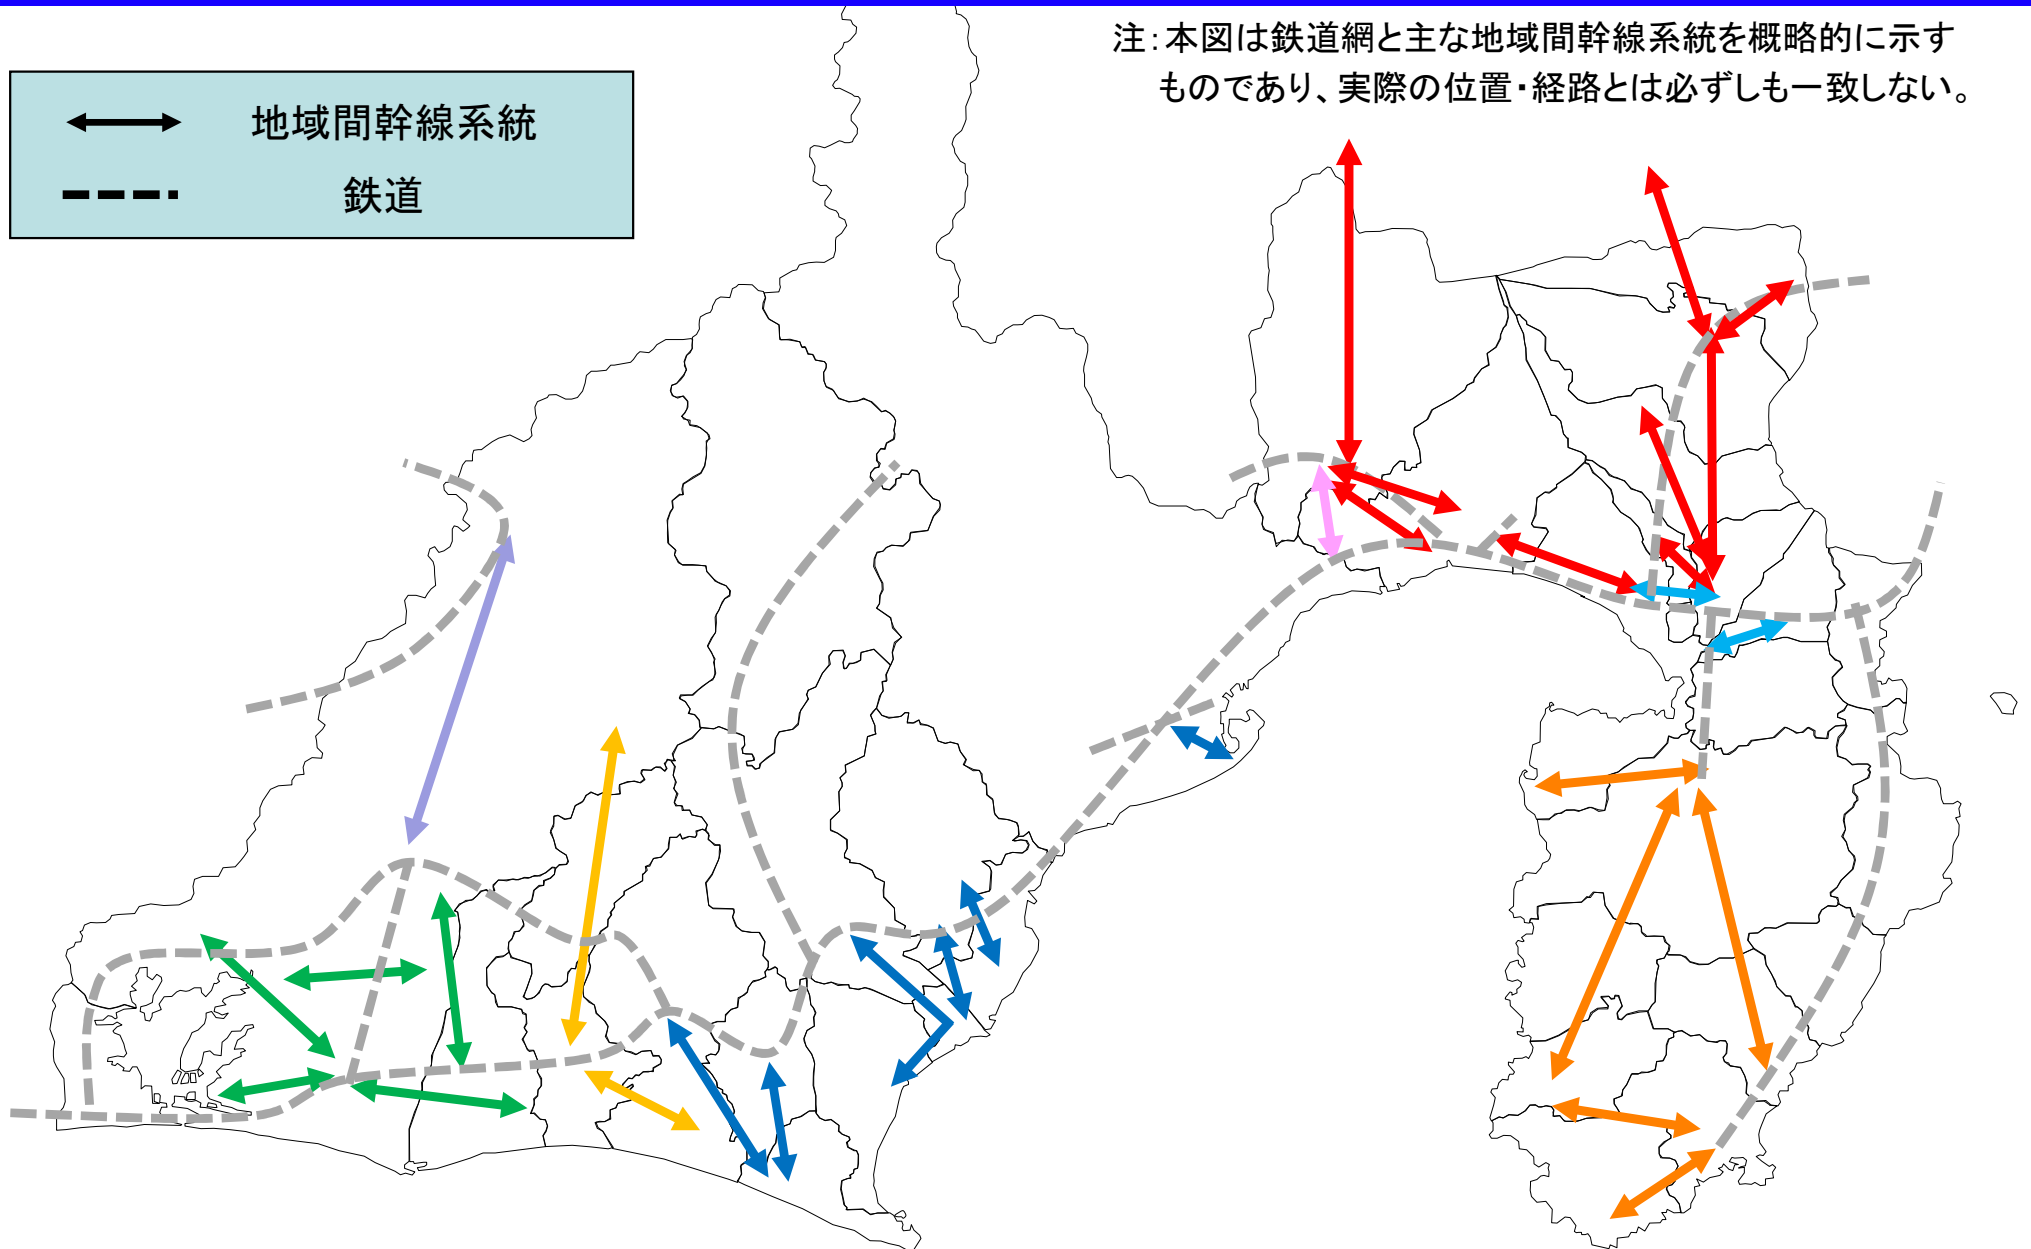 注：本図は鉄道網と主な地域間幹線系統を概略的に示す
ものであり、実際の位置・経路とは必ずしも一致しない。
地域間幹線系統
鉄道